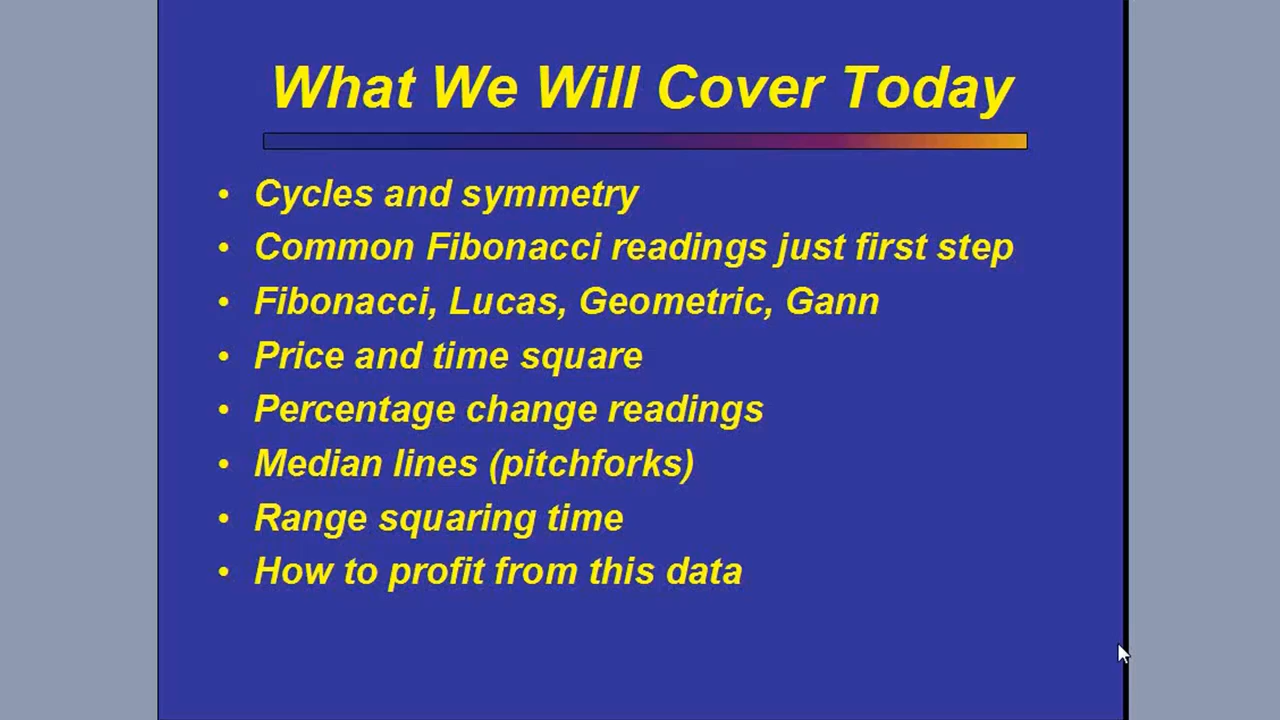 What We Will Cover Today
• Cycles and symmetry
• Common Fibonacci readings just first step
• Fibonacci, Lucas, Geometric, Gann
• Price and time square
• Percentage change readings
• Median lines (pitchforks)
• Range squaring time
• How to profit from this data